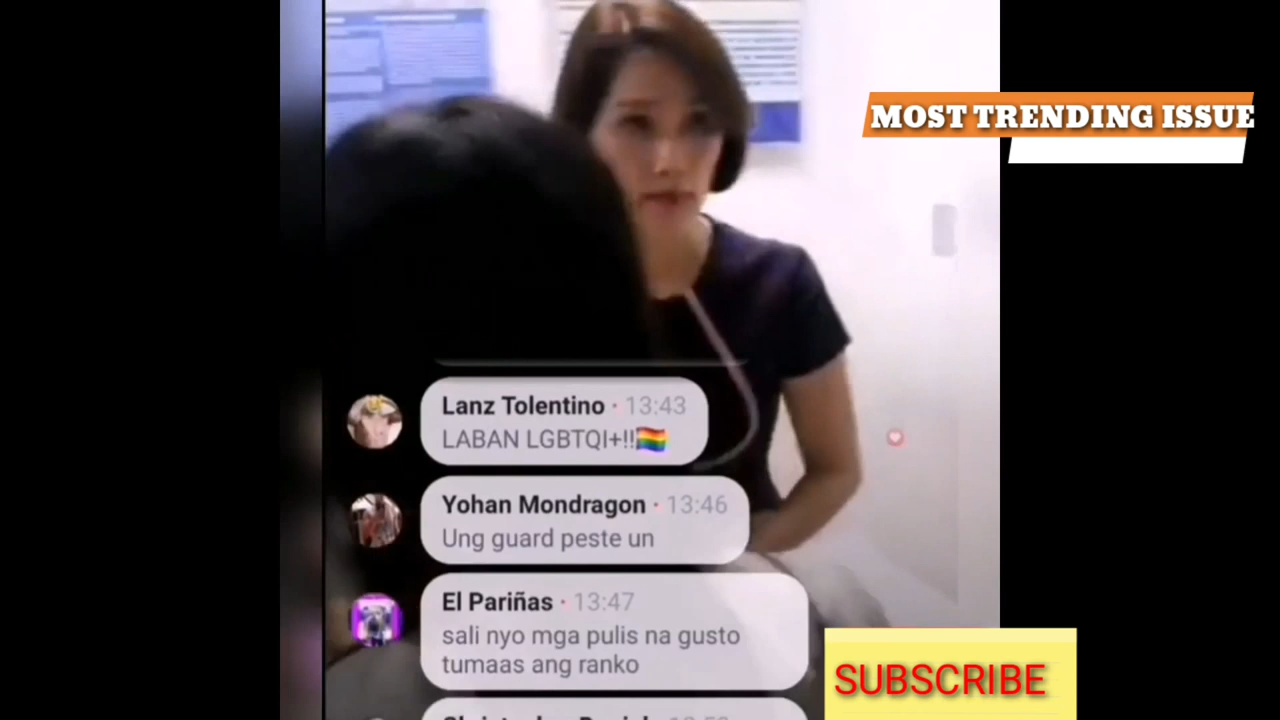 MOST TRENDING ISSUE
Lanz Tolentino · 13:43
LABAN LGBTQI+!!🏳️‍🌈
Yohan Mondragon · 13:46
Ung guard peste un
El Pariñas · 13:47
sali nyo mga pulis na gusto
tumaas ang ranko
SUBSCRIBE